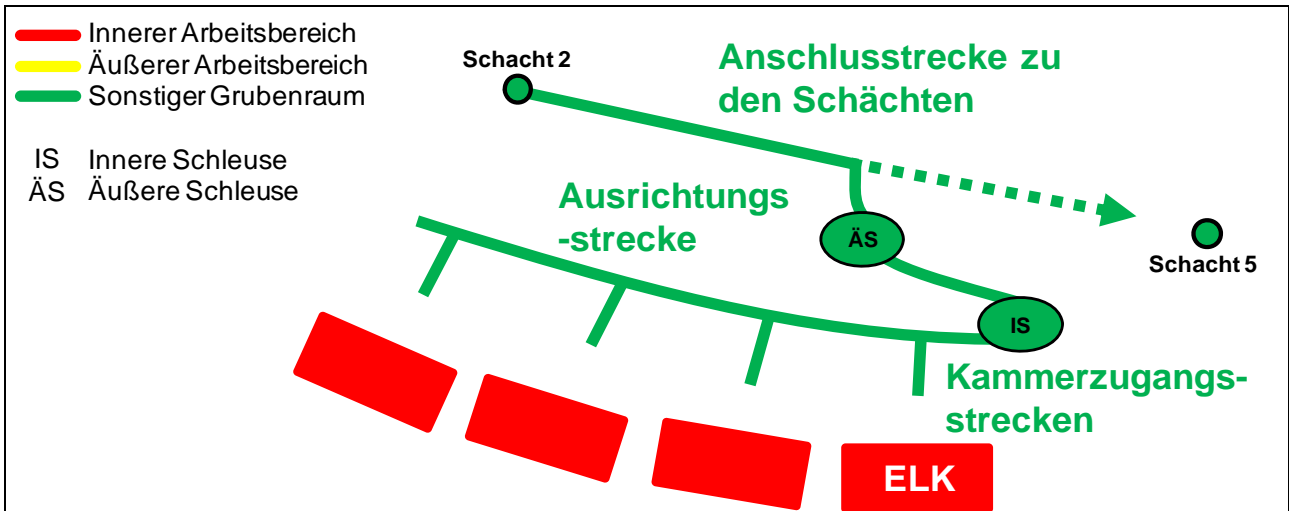 Innerer Arbeitsbereich
Äußerer Arbeitsbereich
Sonstiger Grubenraum
IS Innere Schleuse
ÄS Äußere Schleuse
Schacht 2
Anschlusstrecke zu
den Schächten
Ausrichtungs
-strecke
ÄS
Schacht 5
IS
Kammerzugangs-
strecken
ELK